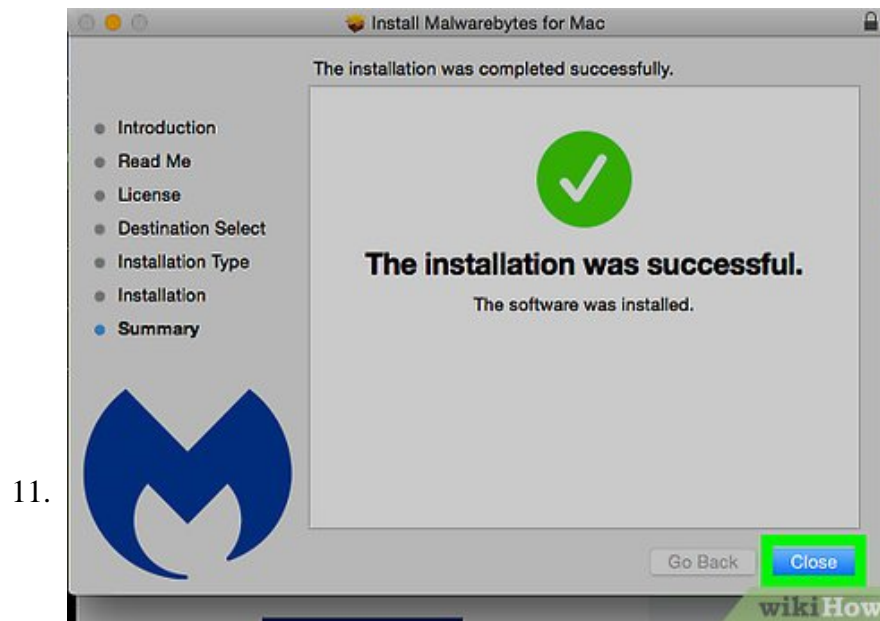 Install Malwarebytes for Mac
The installation was completed successfully.
Introduction
Read Me
License
Destination Select
Installation Type
Installation
Summary
The installation was successful.
The software was installed.
11.
Go Back
Close
wikiHow